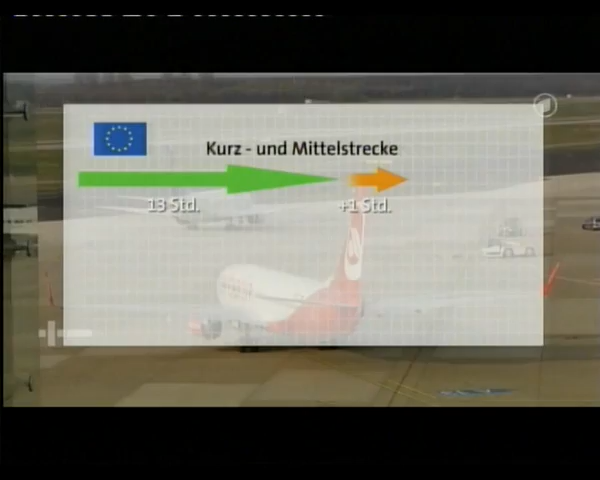 Kurz - und Mittelstrecke
13 Std.
+1 Std.